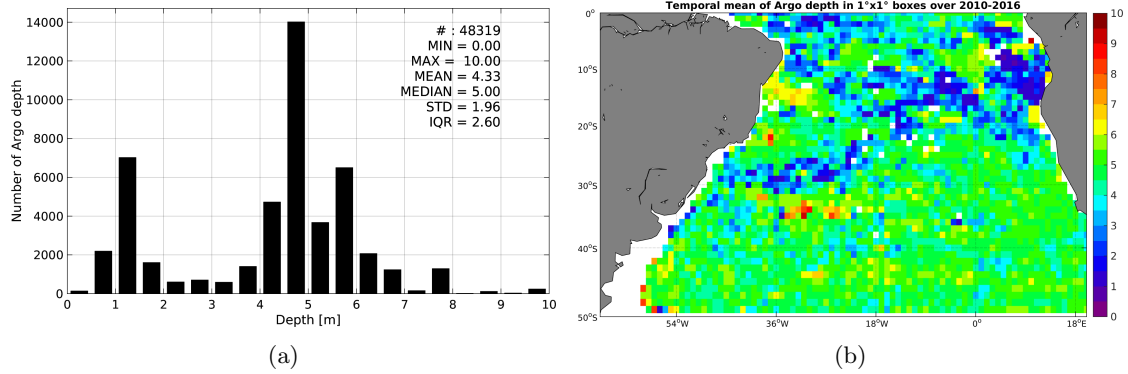 # : 48319
MIN = 0.00
MAX = 10.00
MEAN = 4.33
MEDIAN = 5.00
STD = 1.96
IQR = 2.60
Number of Argo depth
14000
12000
10000
8000
6000
4000
2000
0
0 1 2 3 4 5 6 7 8 9 10
Depth [m]
(a)
Temporal mean of Argo depth in 1°x1° boxes over 2010-2016
0°
10°S
20°S
30°S
40°S
50°S
54°W 36°W 18°W 0° 18°E
10
9
8
7
6
5
4
3
2
1
0
(b)